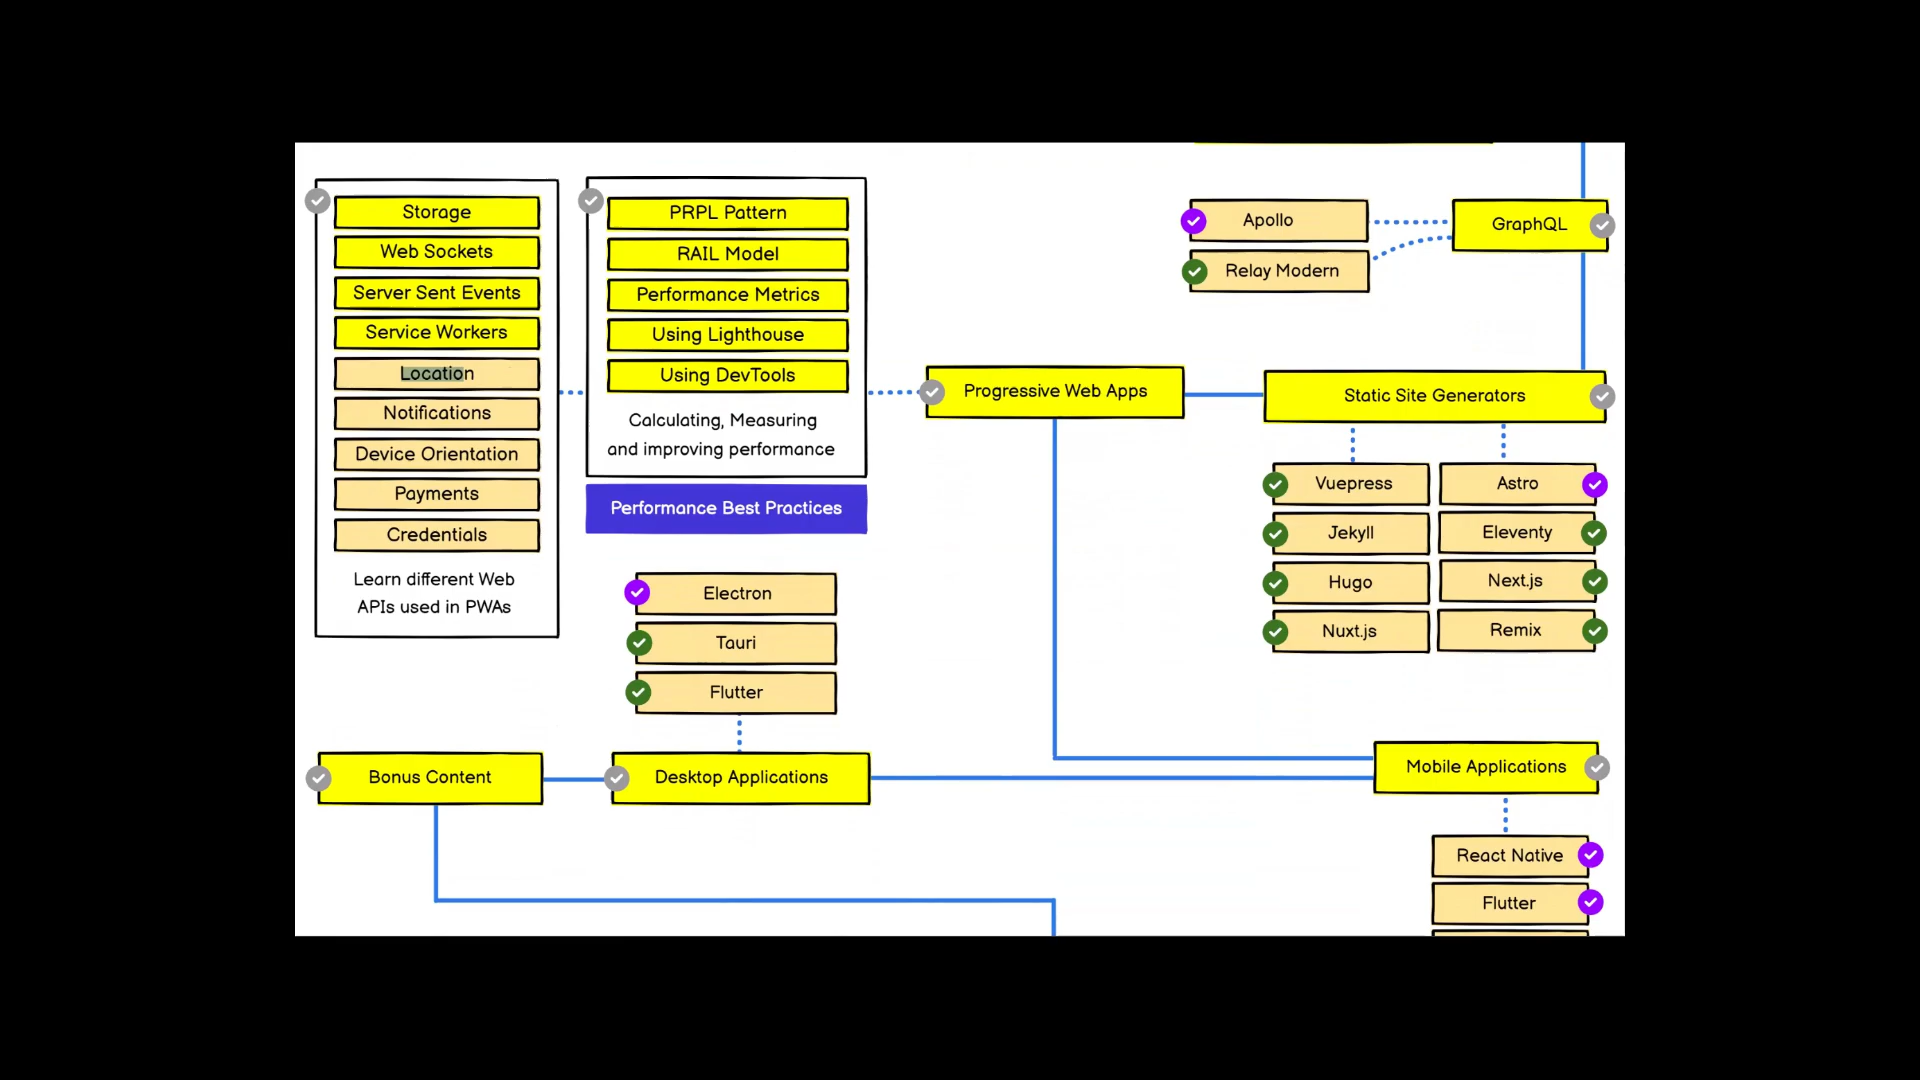 Storage
Web Sockets
Server Sent Events
Service Workers
Location
Notifications
Device Orientation
Payments
Credentials
Learn different Web
APIs used in PWAs
PRPL Pattern
RAIL Model
Performance Metrics
Using Lighthouse
Using DevTools
Calculating, Measuring
and improving performance
Performance Best Practices
Apollo
Relay Modern
GraphQL
Progressive Web Apps
Static Site Generators
Vuepress
Jekyll
Hugo
Nuxt.js
Astro
Eleventy
Next.js
Remix
Electron
Tauri
Flutter
Bonus Content
Desktop Applications
Mobile Applications
React Native
Flutter